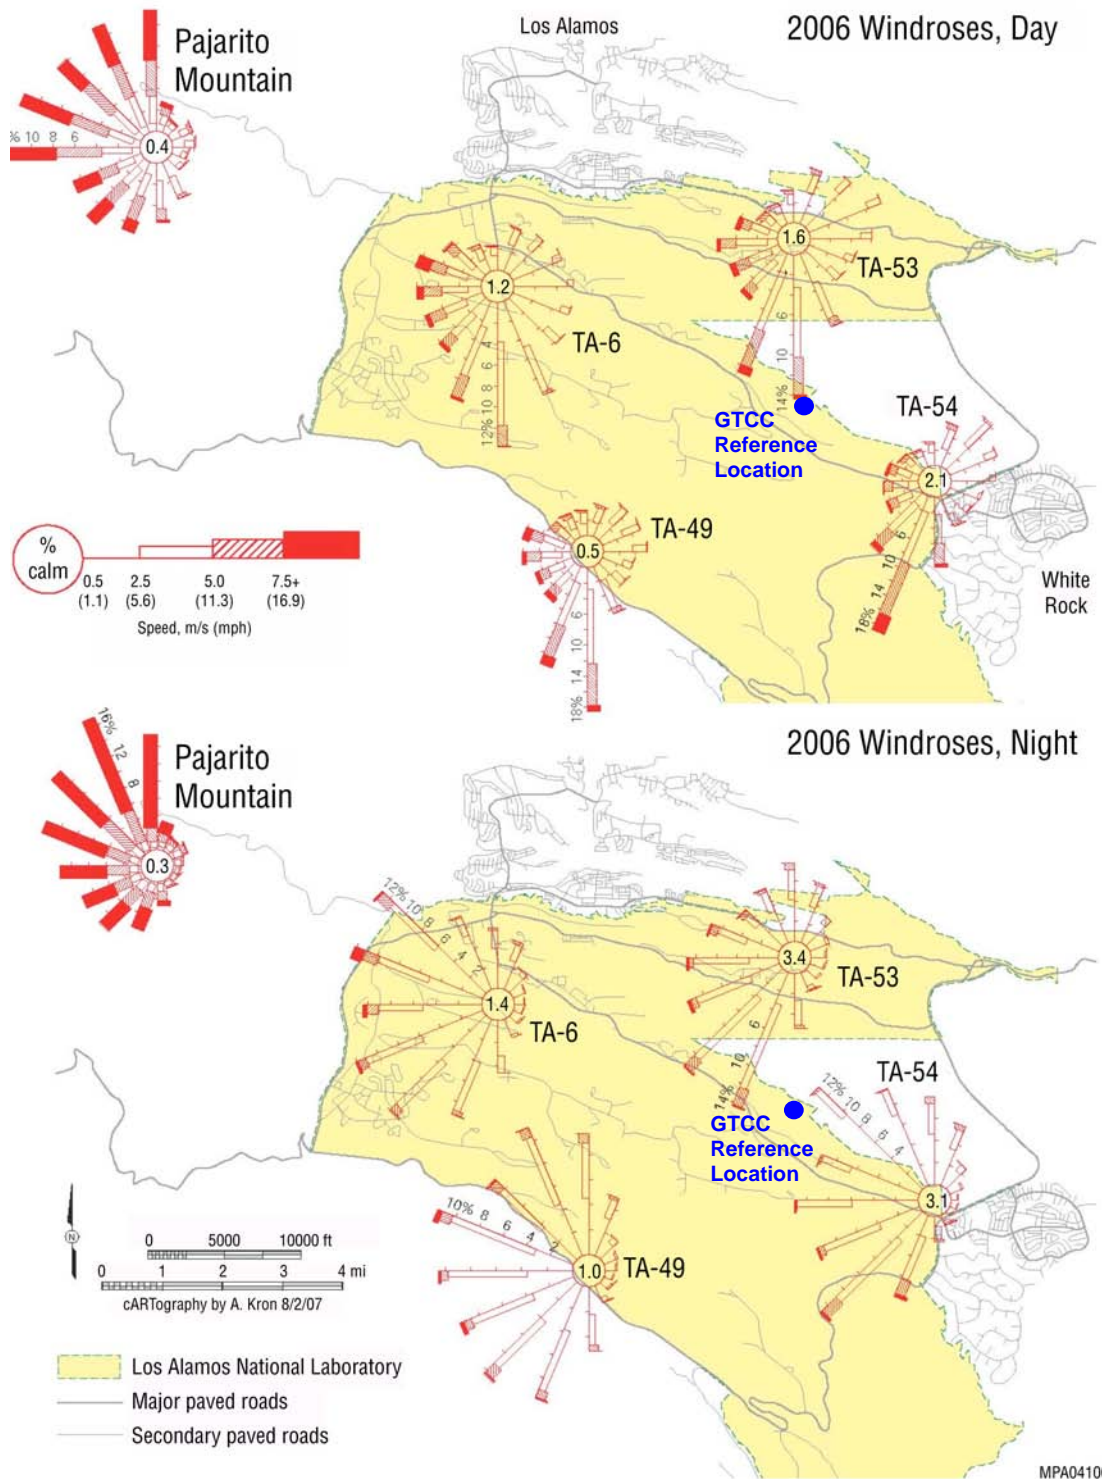 2006 Windroses, Day
Los Alamos
Pajarito
Mountain
% 10 8 6
0.4
1.6
TA-53
6
10
14%
1.2
TA-6
4
6
8
10
12%
GTCC
Reference
Location
TA-54
2.1
6
10
14
18%
TA-49
0.5
6
10
14
18%
White
Rock
%
calm
0.5 2.5 5.0 7.5+
(1.1) (5.6) (11.3) (16.9)
Speed, m/s (mph)
2006 Windroses, Night
Pajarito
Mountain
16% 12 8
0.3
12% 10 8 6 4 2
1.4
TA-6
3.4
TA-53
6
10
14%
GTCC
Reference
Location
TA-54
12% 10 8 6 4
3.1
10% 8 6 4 2
1.0
TA-49
N
0 5000 10000 ft
0 1 2 3 4 mi
cARTography by A. Kron 8/2/07
Los Alamos National Laboratory
Major paved roads
Secondary paved roads
MPA0410